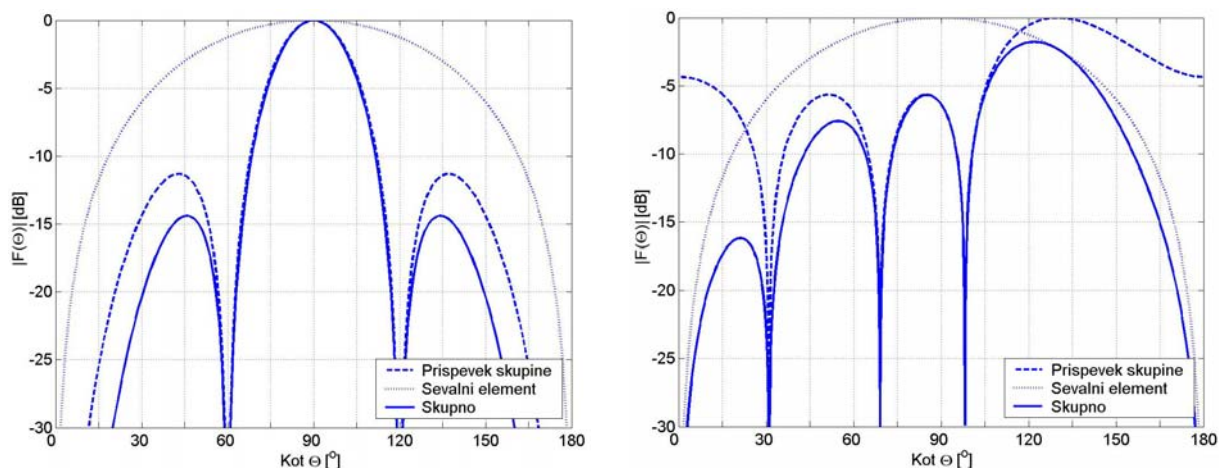 0
-5
-10
-15
-20
-25
-30
|F(Θ)| [dB]
0 30 60 90 120 150 180
Kot Θ [°]
Prispevek skupine
Sevalni element
Skupno
0
-5
-10
-15
-20
-25
-30
|F(Θ)| [dB]
0 30 60 90 120 150 180
Kot Θ [°]
Prispevek skupine
Sevalni element
Skupno